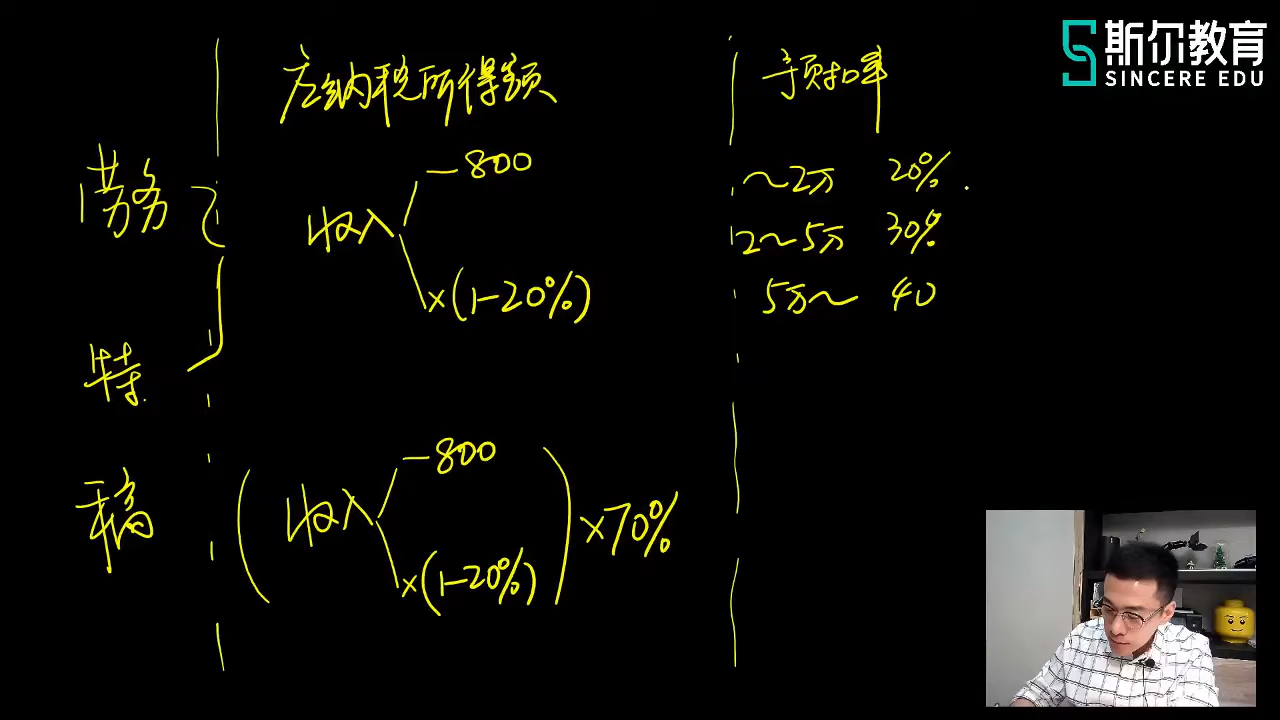 斯尔教育
SINCERE EDU
应纳税所得额 预扣率
劳务
收入
-800
×(1-20%)
~2万 20%
2~5万 30%
5万~ 40
特
稿
( 收入
-800
×(1-20%)
) ×70%